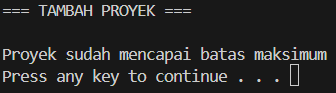 === TAMBAH PROYEK ===
Proyek sudah mencapai batas maksimum
Press any key to continue . . .